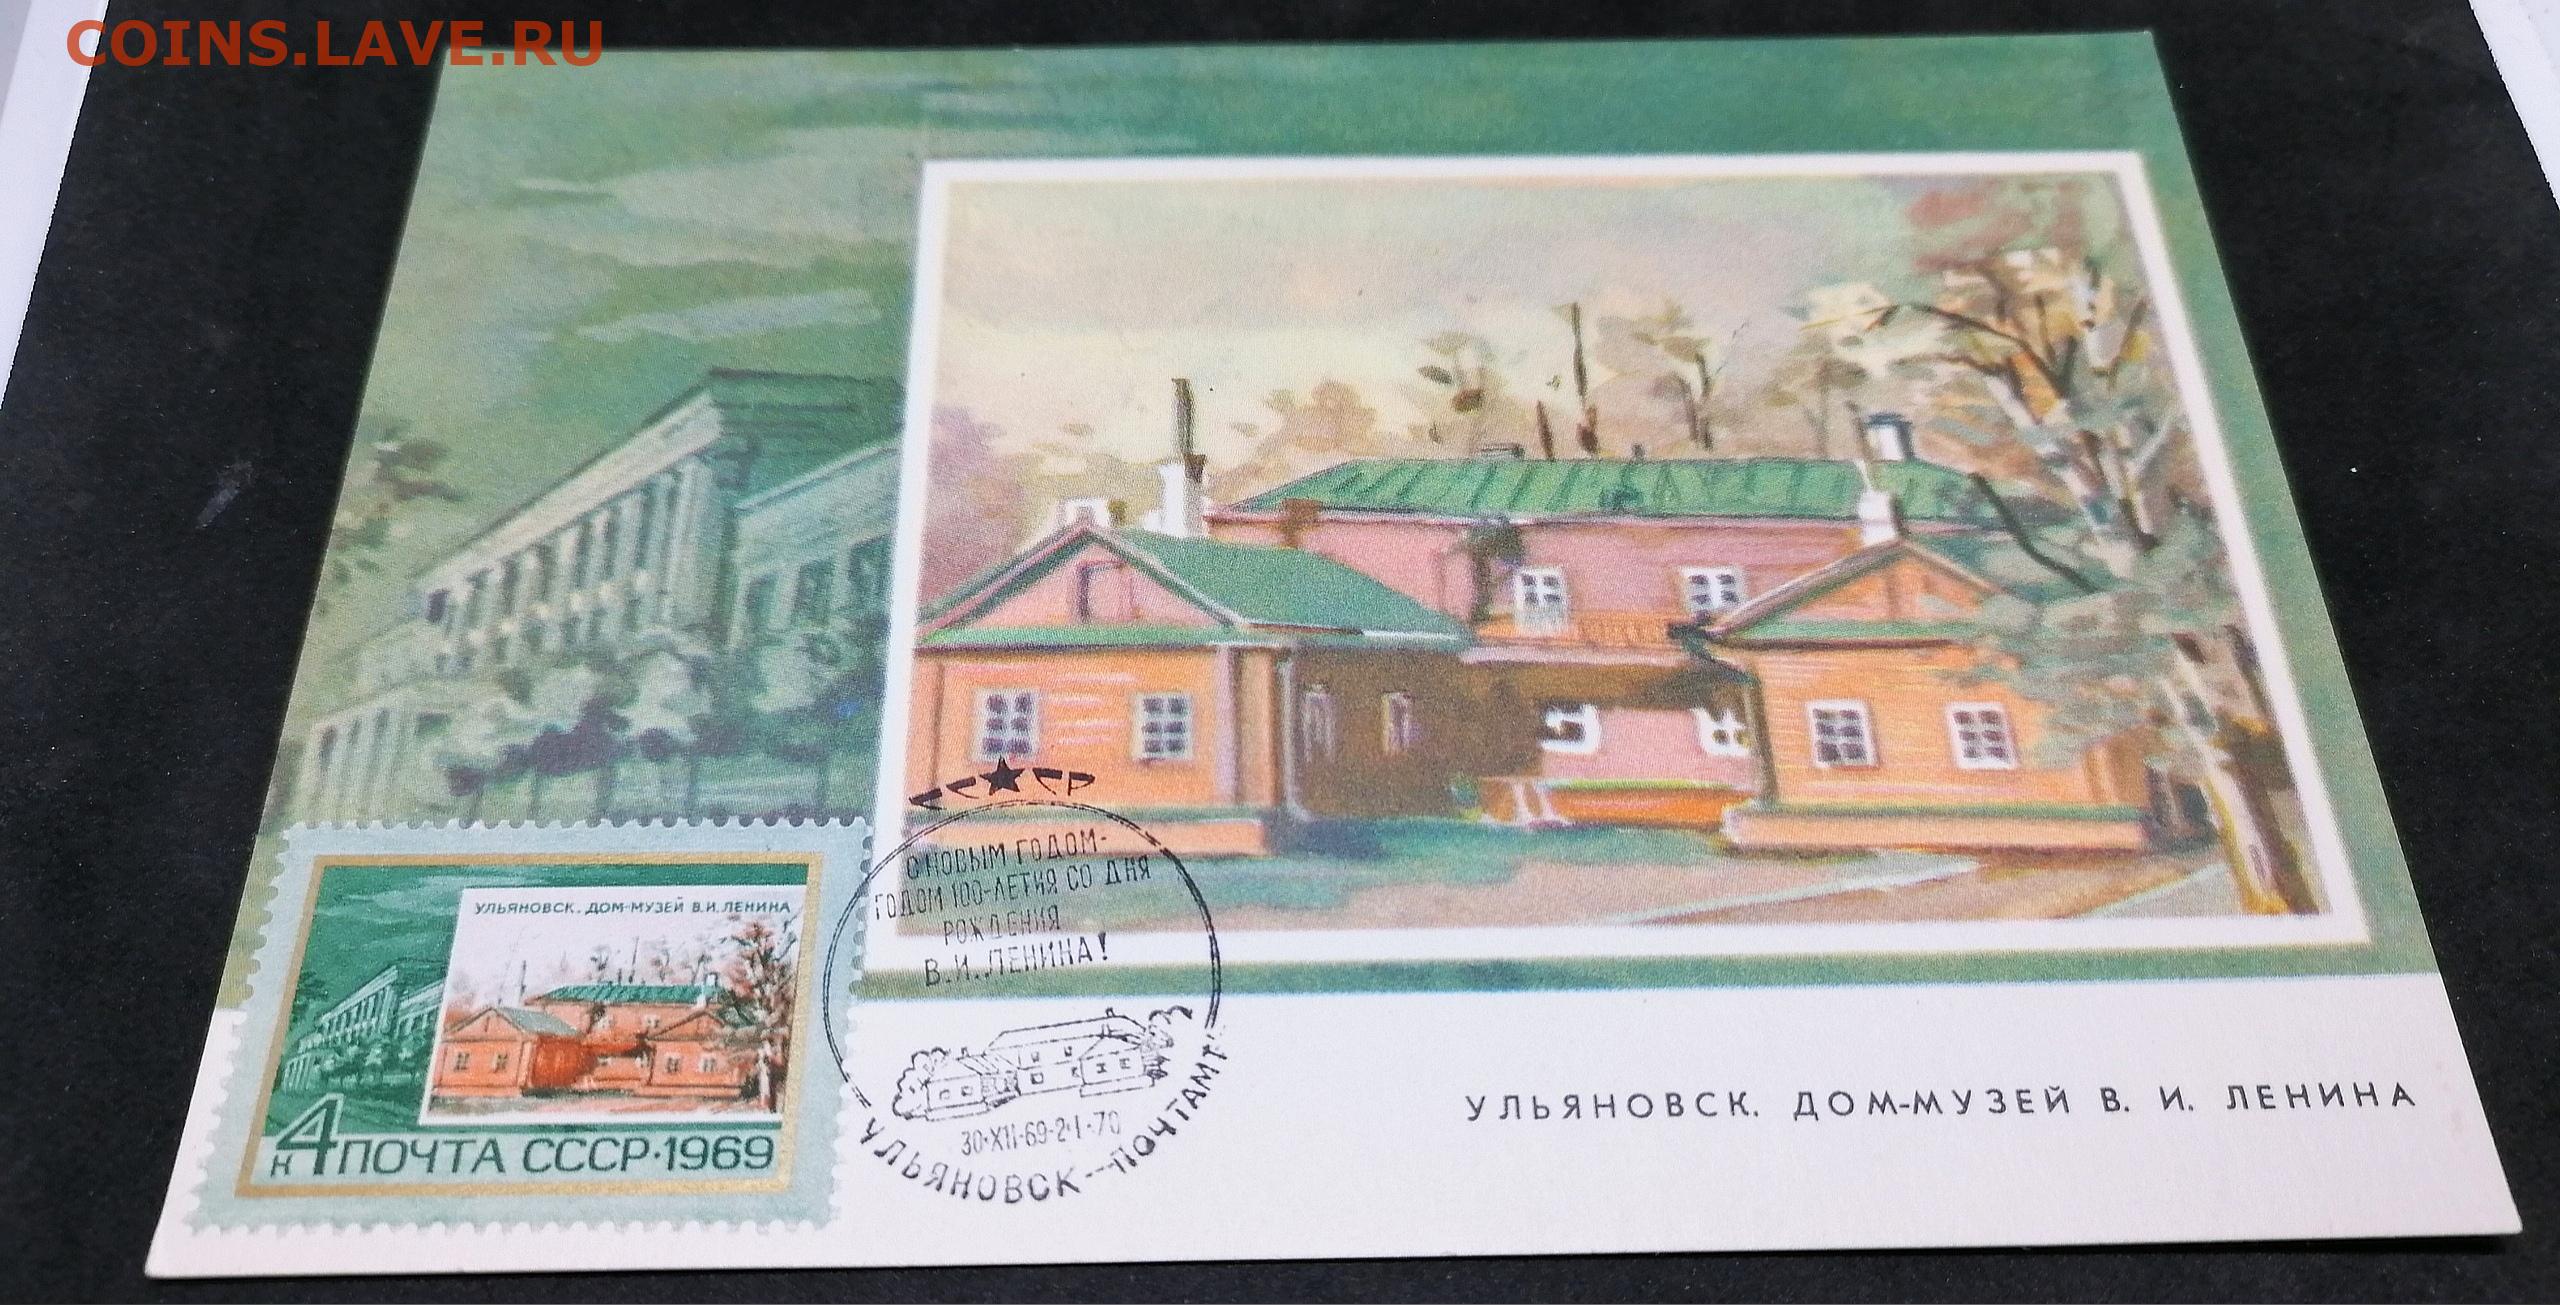 COINS.LAVE.RU
СССР
С НОВЫМ ГОДОМ-
ГОДОМ 100-ЛЕТИЯ СО ДНЯ
РОЖДЕНИЯ
В.И.ЛЕНИНА!
30·XII·69-2·I·70
УЛЬЯНОВСК---ПОЧТАМТ
УЛЬЯНОВСК. ДОМ-МУЗЕЙ В.И.ЛЕНИНА
4к ПОЧТА СССР·1969
УЛЬЯНОВСК. ДОМ-МУЗЕЙ В. И. ЛЕНИНА